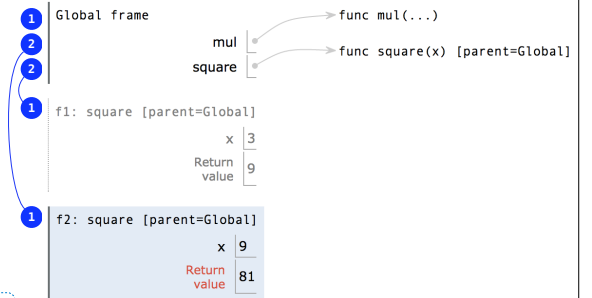 1 Global frame
func mul(...)
2 mul
func square(x) [parent=Global]
2 square
1 f1: square [parent=Global]
x 3
Return
value 9
1 f2: square [parent=Global]
x 9
Return
value 81